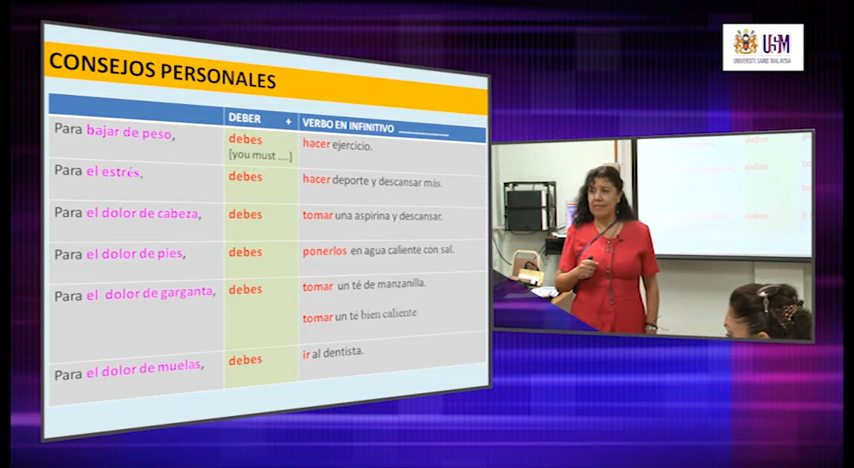 CONSEJOS PERSONALES
DEBER + VERBO EN INFINITIVO ________
Para bajar de peso, debes hacer ejercicio.
[you must ....]
Para el estrés, debes hacer deporte y descansar más.
Para el dolor de cabeza, debes tomar una aspirina y descansar.
Para el dolor de pies, debes ponerlos en agua caliente con sal.
Para el dolor de garganta, debes tomar un té de manzanilla.
tomar un té bien caliente.
Para el dolor de muelas, debes ir al dentista.
USM
UNIVERSITI SAINS MALAYSIA
debes
debes